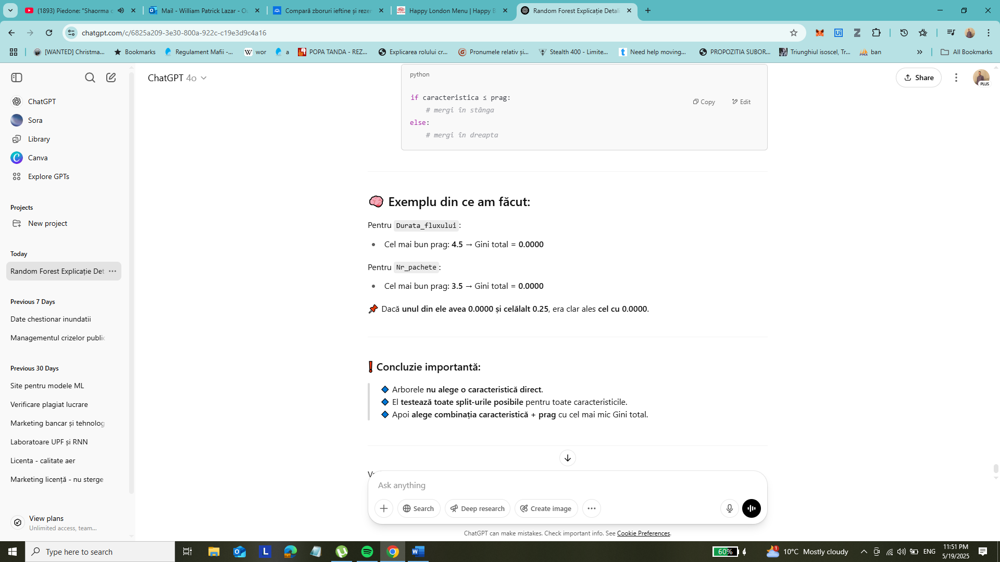 (1893) Piedone: "Shaorma c
Mail - William Patrick Lazar - Ou
Compară zboruri ieftine și rezer
Happy London Menu | Happy B
Random Forest Explicație Detali
chatgpt.com/c/6825a209-3e30-800a-922c-c19e3d9c4a16
[WANTED] Christma...
Bookmarks
Regulament Mafii -...
wor
a
POPA TANDA - REZ...
Explicarea rolului cr...
Pronumele relativ și...
Stealth 400 - Limite...
Need help moving...
PROPOZITIA SUBOR...
Triunghiul isoscel, Tr...
ban
All Bookmarks
ChatGPT
Sora
Library
Canva
Explore GPTs
Projects
New project
Today
Random Forest Explicație Det
Previous 7 Days
Date chestionar inundatii
Managementul crizelor public
Previous 30 Days
Site pentru modele ML
Verificare plagiat lucrare
Marketing bancar și tehnolog
Laboratoare UPF și RNN
Licenta - calitate aer
Marketing licență - nu sterge
View plans
Unlimited access, team...
ChatGPT 4o
Share
PLUS
python
Copy
Edit
if caracteristica ≤ prag:
# mergi în stânga
else:
# mergi în dreapta
🧠 Exemplu din ce am făcut:
Pentru Durata_fluxului:
• Cel mai bun prag: 4.5 → Gini total = 0.0000
Pentru Nr_pachete:
• Cel mai bun prag: 3.5 → Gini total = 0.0000
📌 Dacă unul din ele avea 0.0000 și celălalt 0.25, era clar ales cel cu 0.0000.
❗ Concluzie importantă:
🔷 Arborele nu alege o caracteristică direct.
🔷 El testează toate split-urile posibile pentru toate caracteristicile.
🔷 Apoi alege combinația caracteristică + prag cu cel mai mic Gini total.
Ask anything
Search
Deep research
Create image
ChatGPT can make mistakes. Check important info. See Cookie Preferences.
Type here to search
60%
1
10°C Mostly cloudy
ENG
11:51 PM
5/19/2025